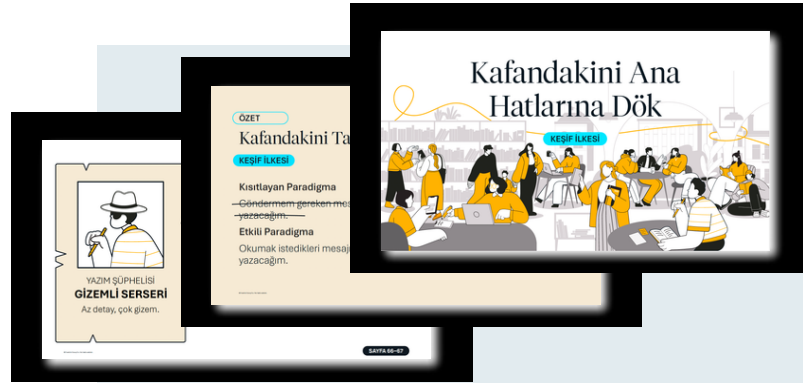 Kafandakini Ana
Hatlarına Dök
KEŞİF İLKESİ
ÖZET
Kafandakini Ta
KEŞİF İLKESİ
Kısıtlayan Paradigma
Göndermem gereken mes
yazacağım.
Etkili Paradigma
Okumak istedikleri mesajı
yazacağım.
YAZIM ŞÜPHELİSİ
GİZEMLİ SERSERİ
Az detay, çok gizem.
SAYFA 66-67